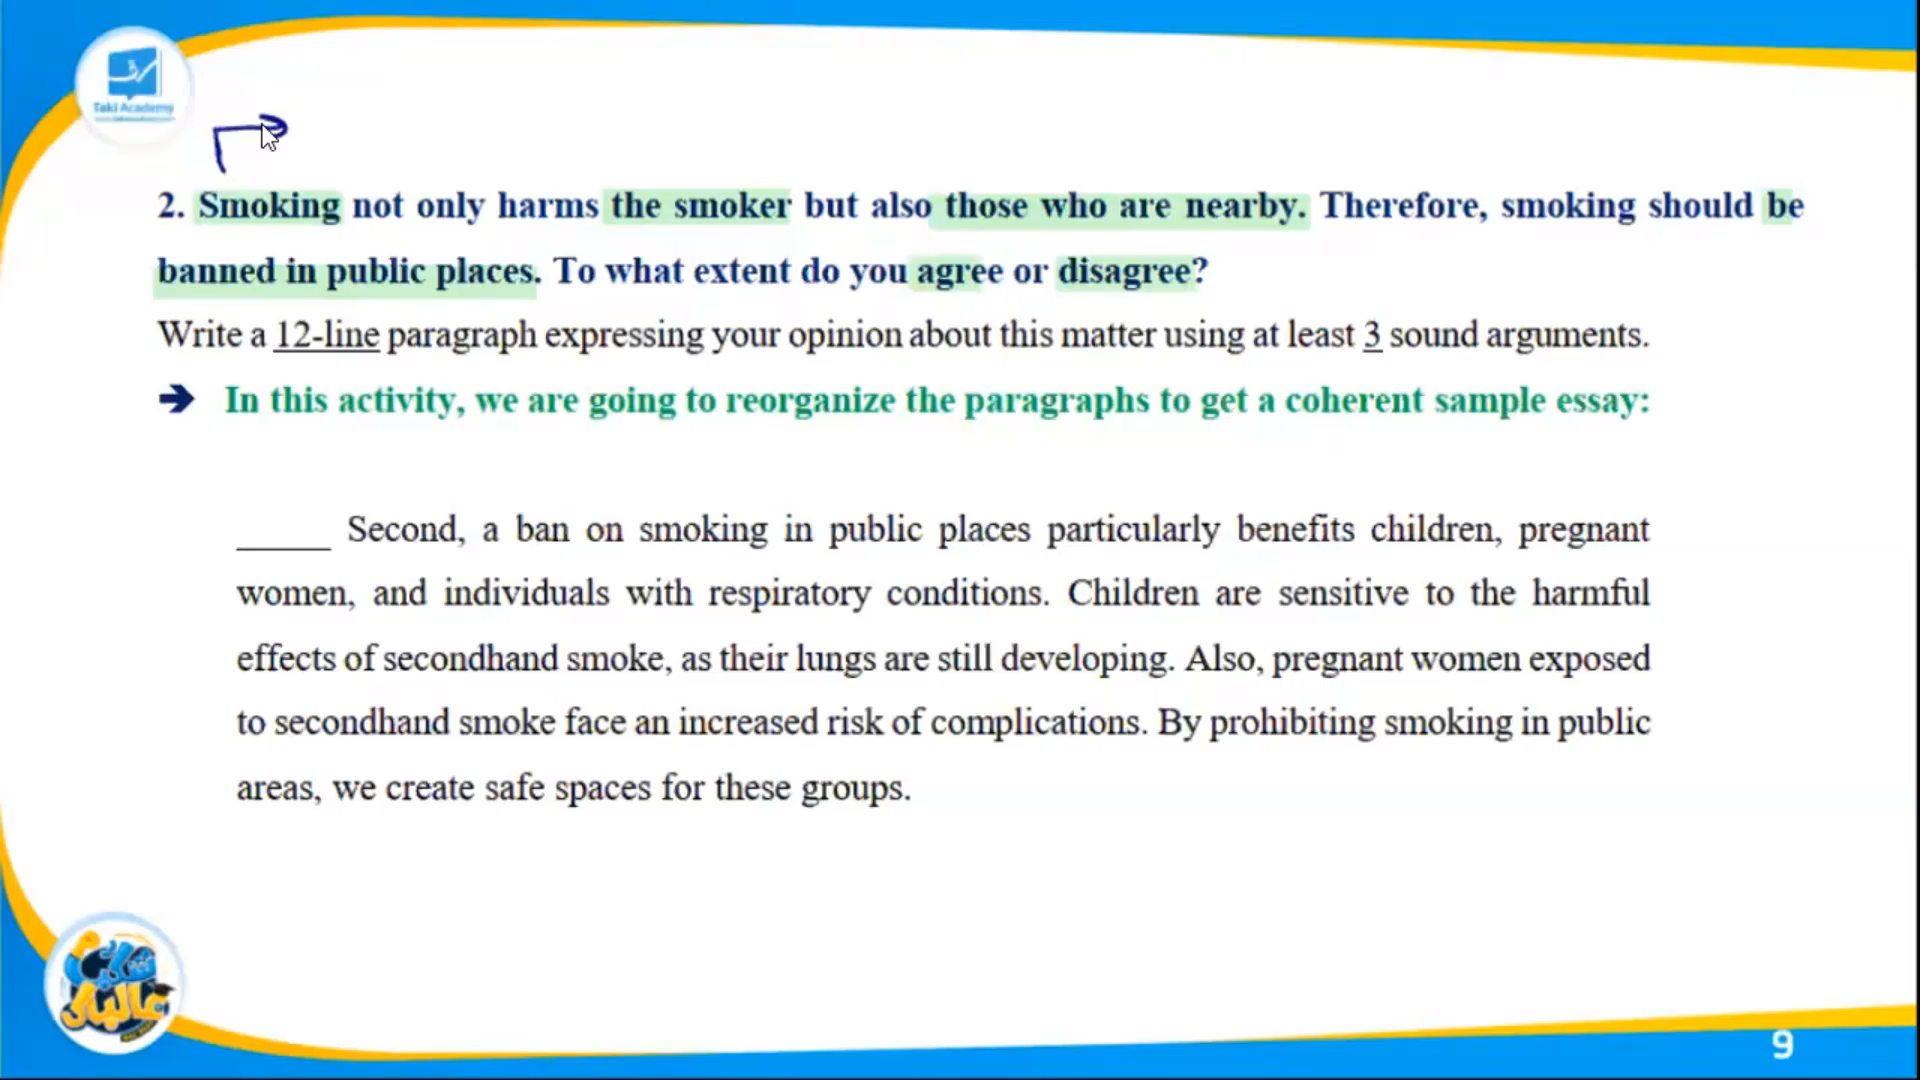 Taki Academy
2. Smoking not only harms the smoker but also those who are nearby. Therefore, smoking should be
banned in public places. To what extent do you agree or disagree?
Write a 12-line paragraph expressing your opinion about this matter using at least 3 sound arguments.
➔ In this activity, we are going to reorganize the paragraphs to get a coherent sample essay:
_____ Second, a ban on smoking in public places particularly benefits children, pregnant
women, and individuals with respiratory conditions. Children are sensitive to the harmful
effects of secondhand smoke, as their lungs are still developing. Also, pregnant women exposed
to secondhand smoke face an increased risk of complications. By prohibiting smoking in public
areas, we create safe spaces for these groups.
9